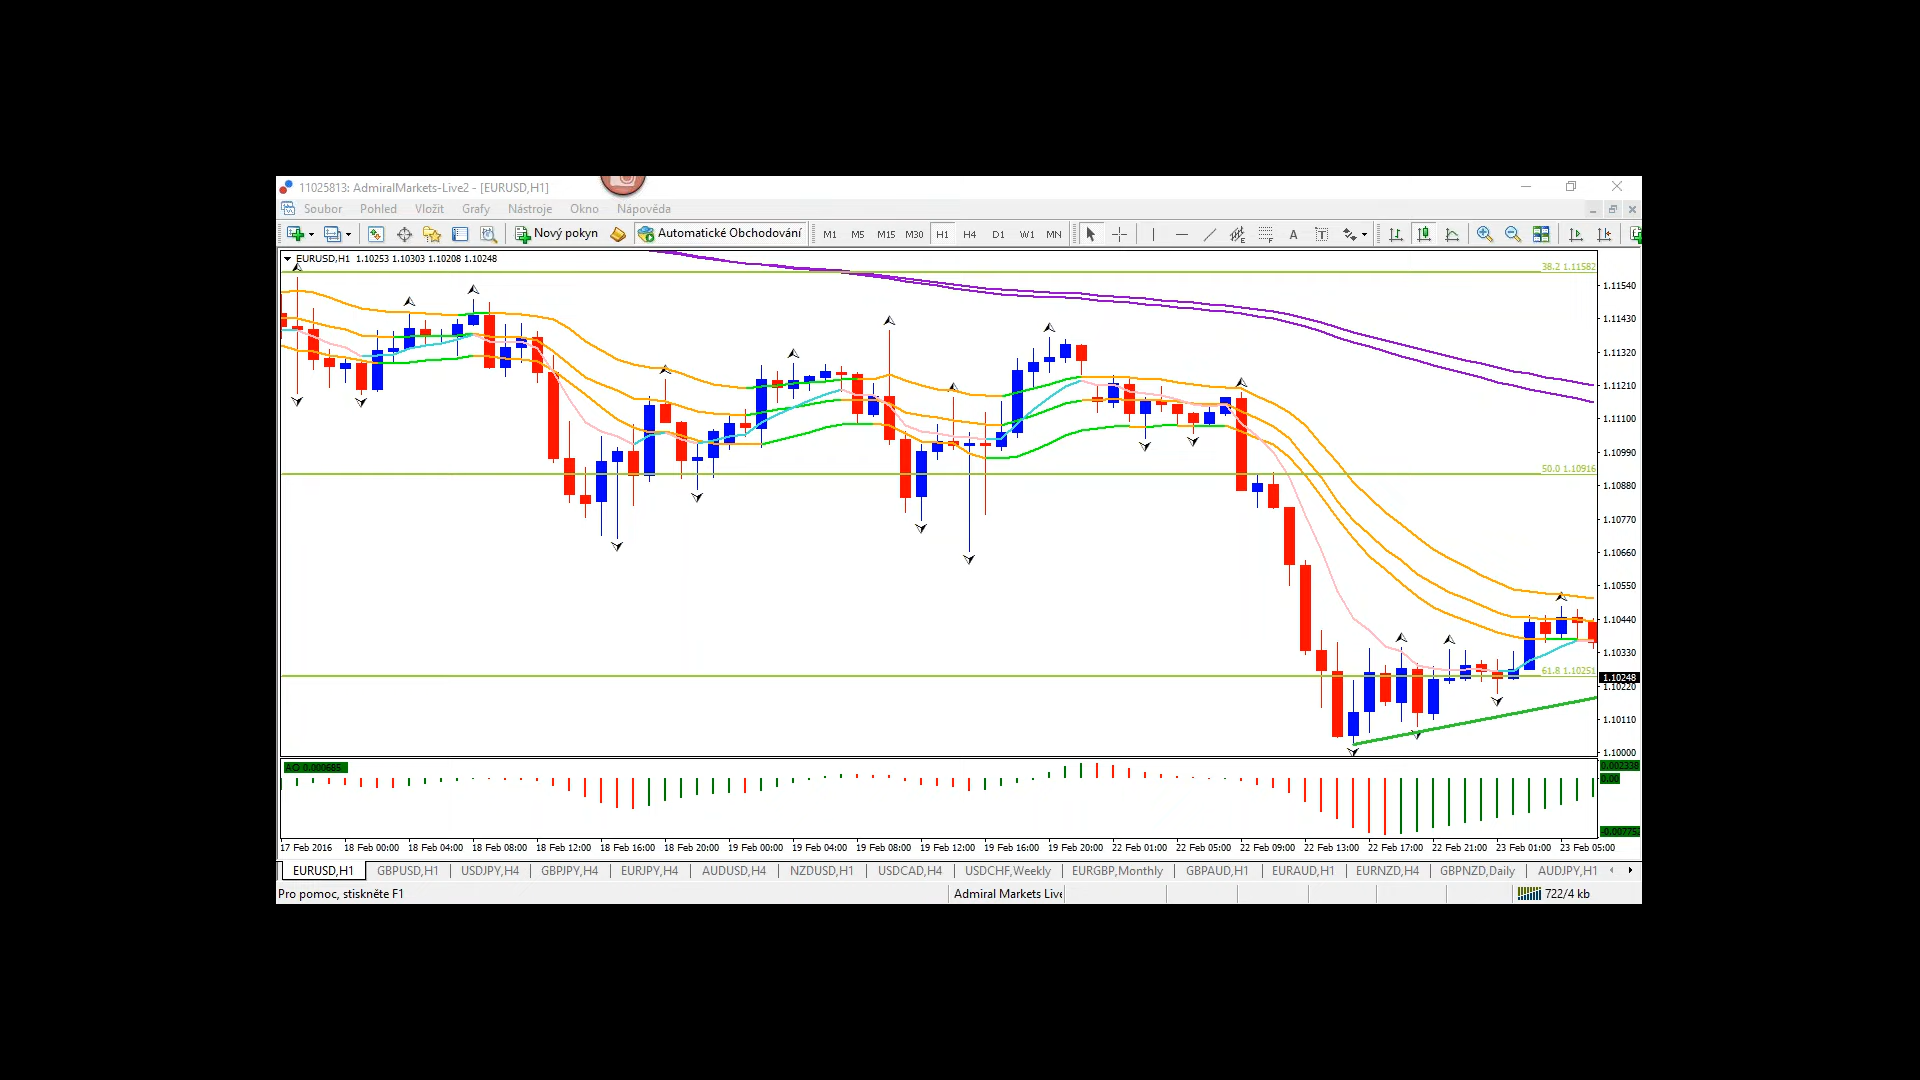 11025813: AdmiralMarkets-Live2 - [EURUSD,H1]
Soubor Pohled Vložit Grafy Nástroje Okno Nápověda
Nový pokyn Automatické Obchodování M1 M5 M15 M30 H1 H4 D1 W1 MN A T
EURUSD,H1 1.10253 1.10303 1.10208 1.10248
38.2 1.11582
1.11540
1.11430
1.11320
1.11210
1.11100
1.10990
50.0 1.10916
1.10880
1.10770
1.10660
1.10550
1.10440
1.10330
61.8 1.10251
1.10248
1.10220
1.10110
1.10000
AO 0.000685
0.002338
0.00
-0.007752
17 Feb 2016 18 Feb 00:00 18 Feb 04:00 18 Feb 08:00 18 Feb 12:00 18 Feb 16:00 18 Feb 20:00 19 Feb 00:00 19 Feb 04:00 19 Feb 08:00 19 Feb 12:00 19 Feb 16:00 19 Feb 20:00 22 Feb 01:00 22 Feb 05:00 22 Feb 09:00 22 Feb 13:00 22 Feb 17:00 22 Feb 21:00 23 Feb 01:00 23 Feb 05:00
EURUSD,H1 GBPUSD,H1 USDJPY,H4 GBPJPY,H4 EURJPY,H4 AUDUSD,H4 NZDUSD,H1 USDCAD,H4 USDCHF,Weekly EURGBP,Monthly GBPAUD,H1 EURAUD,H1 EURNZD,H4 GBPNZD,Daily AUDJPY,H1
Pro pomoc, stiskněte F1 Admiral Markets Live 722/4 kb